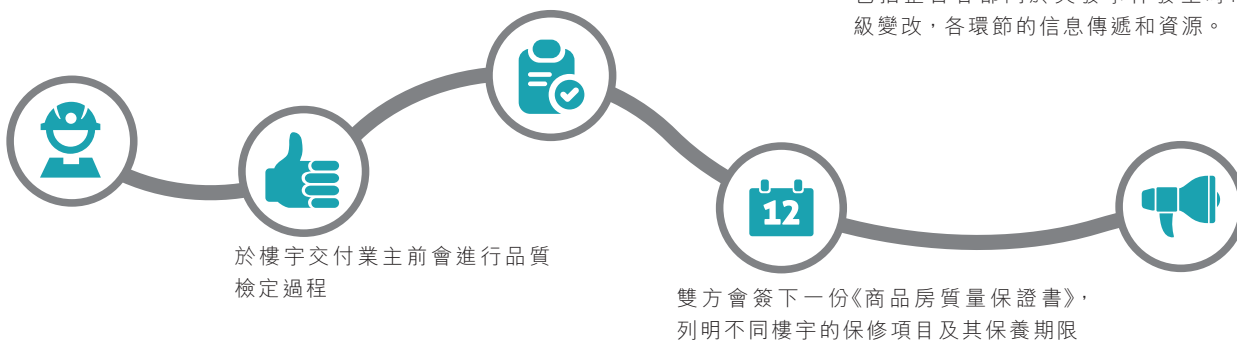 級變改，各環節的信息傳遞和資源。
12
於樓宇交付業主前會進行品質
檢定過程
雙方會簽下一份《商品房質量保證書》，
列明不同樓宇的保修項目及其保養期限